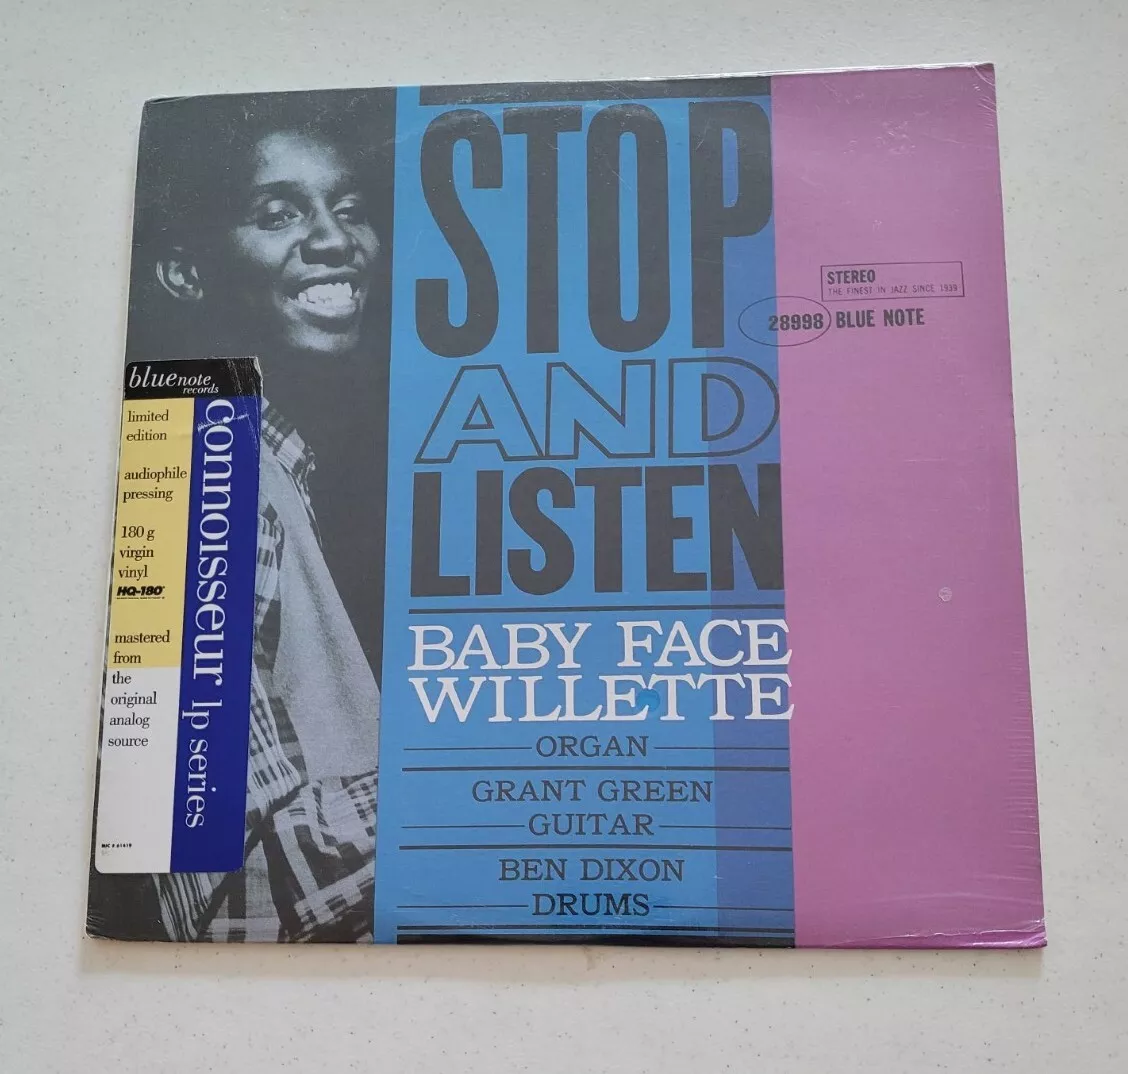 STOP
AND
LISTEN
BABY FACE
WILLETTE
ORGAN
GRANT GREEN
GUITAR
BEN DIXON
DRUMS
STEREO
THE FINEST IN JAZZ SINCE 1939
28998 BLUE NOTE
bluenote
records
limited
edition
audiophile
pressing
180 g
virgin
vinyl
HQ-180
mastered
from
the
original
analog
source
connoisseur lp series